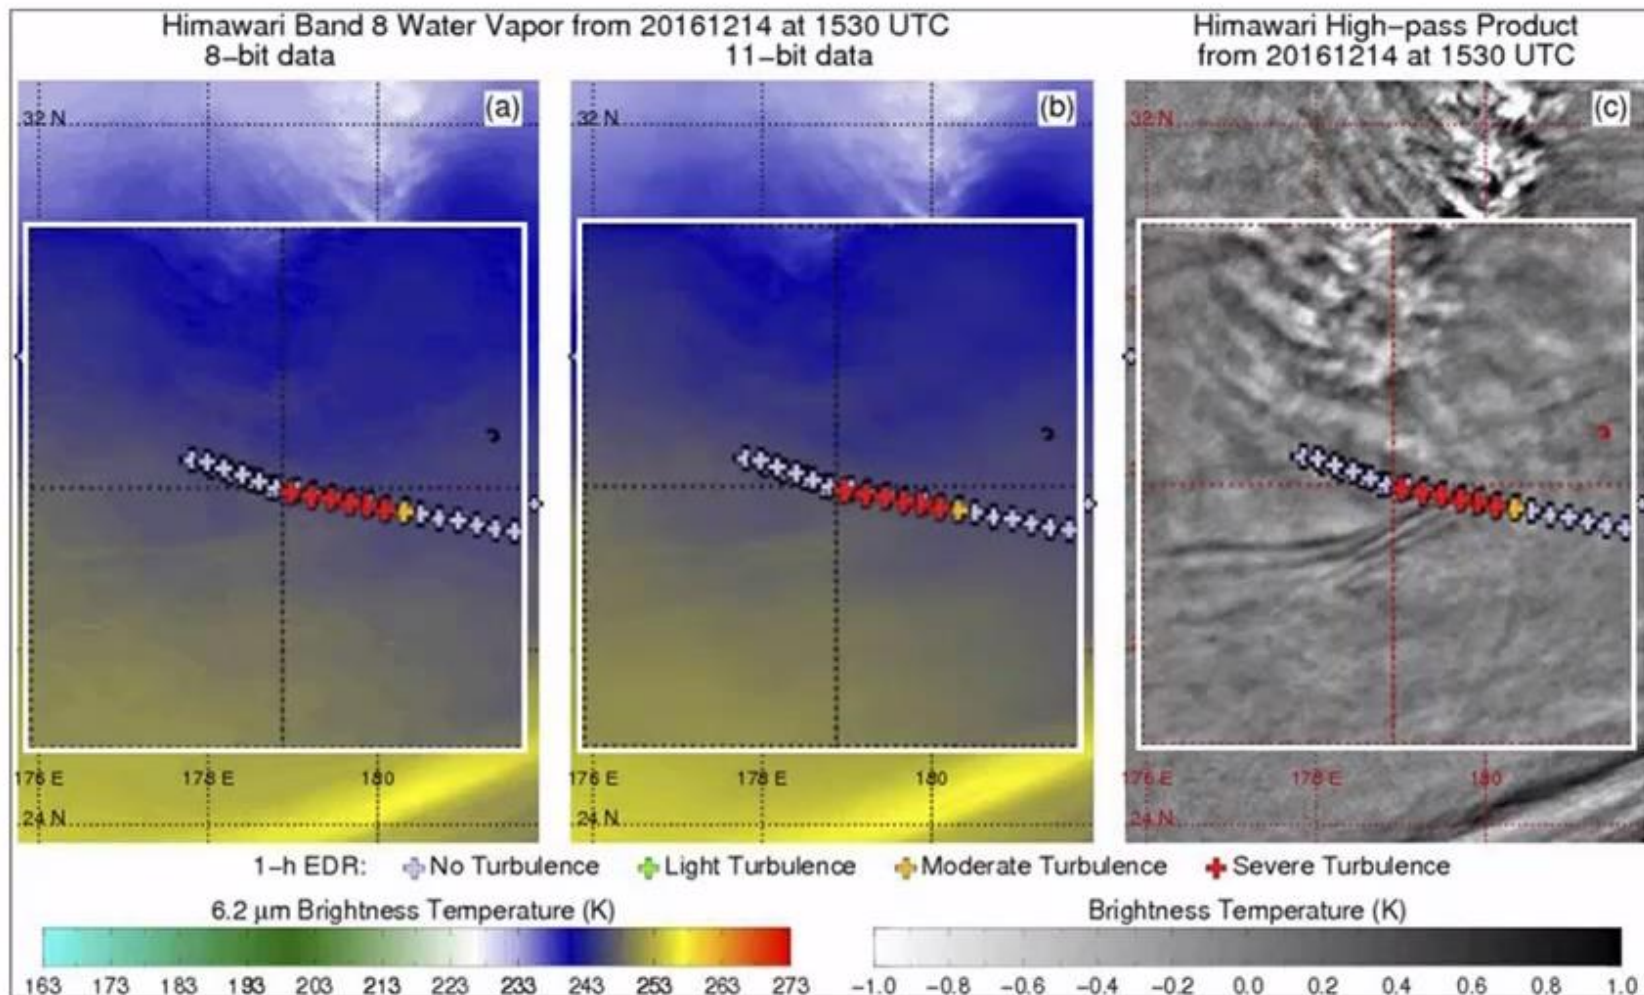 Himawari Band 8 Water Vapor from 20161214 at 1530 UTC
8-bit data
11-bit data
Himawari High-pass Product
from 20161214 at 1530 UTC
(a)
(b)
(c)
32 N
32 N
32 N
176 E 178 E 180
176 E 178 E 180
176 E 178 E 180
24 N
24 N
24 N
1-h EDR: No Turbulence Light Turbulence Moderate Turbulence Severe Turbulence
6.2 µm Brightness Temperature (K)
163 173 183 193 203 213 223 233 243 253 263 273
Brightness Temperature (K)
-1.0 -0.8 -0.6 -0.4 -0.2 0.0 0.2 0.4 0.6 0.8 1.0